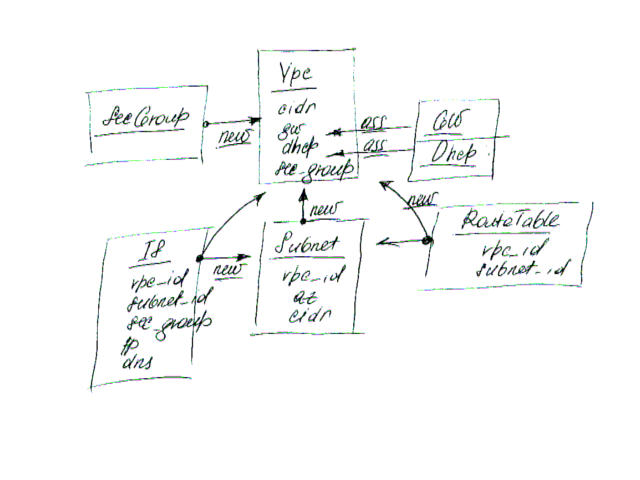 Vpc
cidr
gw
dhcp
sec_group
SecGroup
new
ass
ass
GW
Dhcp
new
new
IS
vpc_id
subnet_id
sec_group
ip
dns
new
Subnet
vpc_id
az
cidr
RouteTable
vpc_id
subnet_id